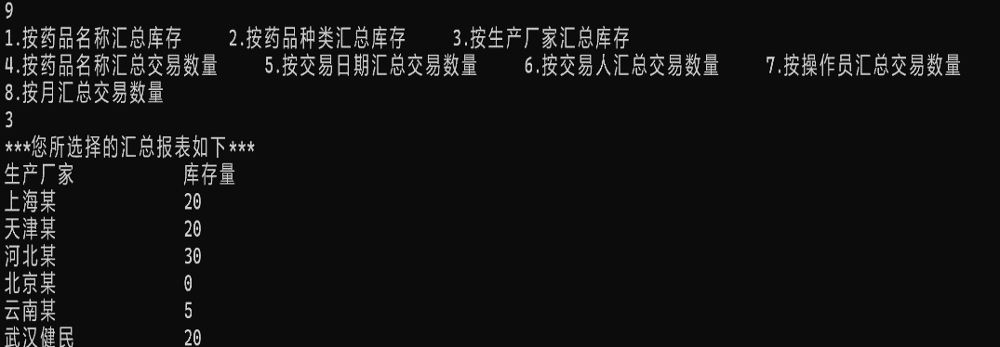 9
1.按药品名称汇总库存 2.按药品种类汇总库存 3.按生产厂家汇总库存
4.按药品名称汇总交易数量 5.按交易日期汇总交易数量 6.按交易人汇总交易数量 7.按操作员汇总交易数量
8.按月汇总交易数量
3
***您所选择的汇总报表如下***
生产厂家 库存量
上海某 20
天津某 20
河北某 30
北京某 0
云南某 5
武汉健民 20